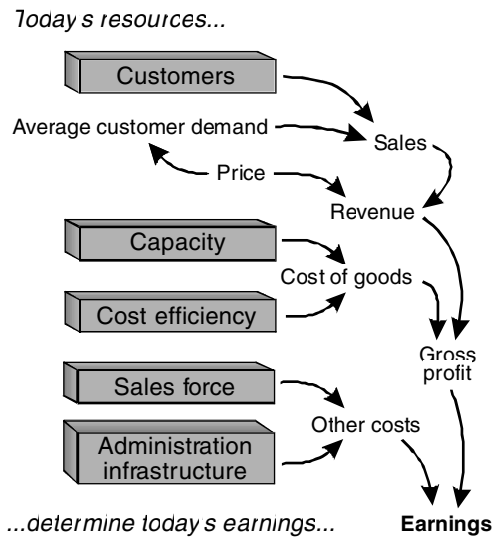 Today's resources...
Customers
Average customer demand
Sales
Price
Revenue
Capacity
Cost of goods
Cost efficiency
Gross
profit
Sales force
Other costs
Administration
infrastructure
...determine today's earnings...
Earnings